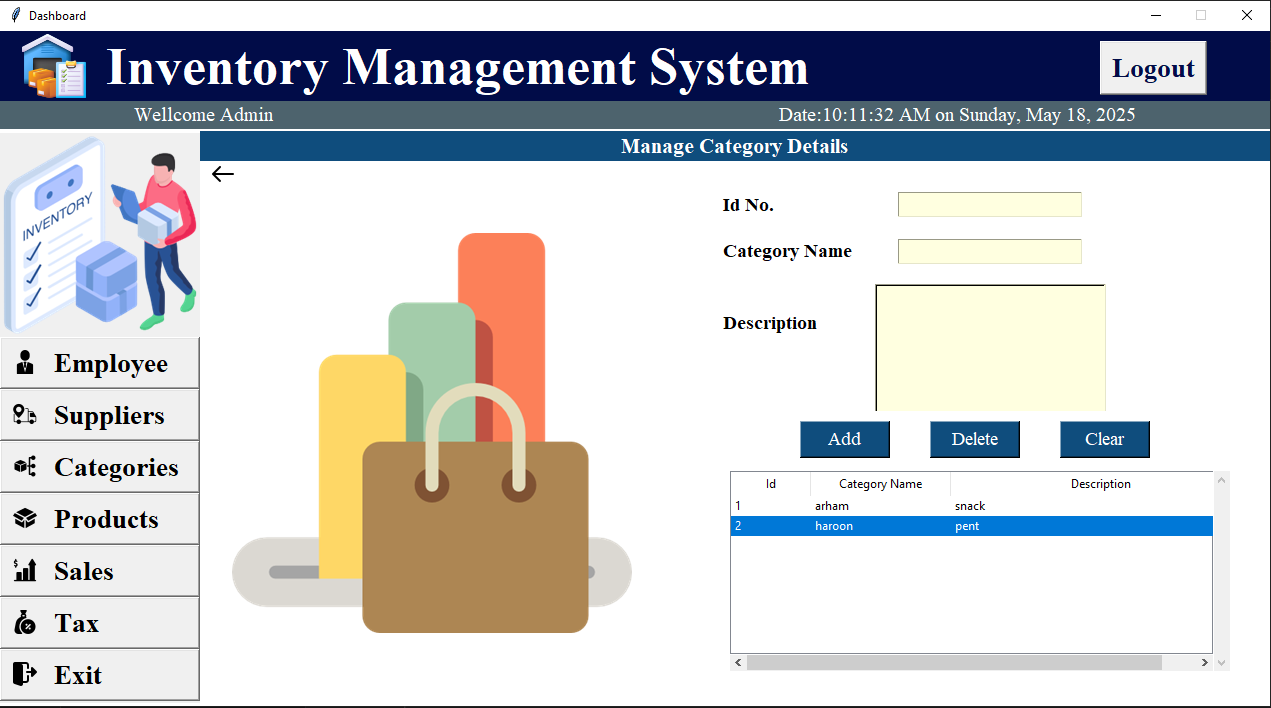 Dashboard
Inventory Management System
Logout
Wellcome Admin
Date:10:11:32 AM on Sunday, May 18, 2025
Manage Category Details
INVENTORY
Id No.
Category Name
Description
Add Delete Clear
Id Category Name Description
1 arham snack
2 haroon pent
Employee
Suppliers
Categories
Products
Sales
Tax
Exit